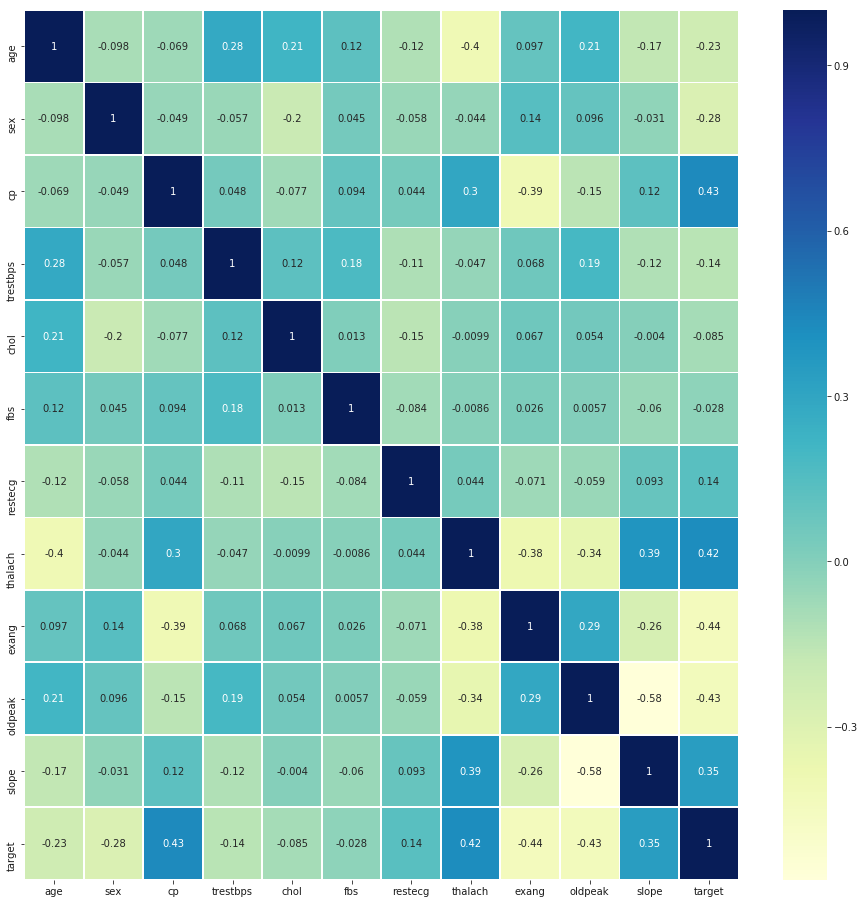 age 1 -0.098 -0.069 0.28 0.21 0.12 -0.12 -0.4 0.097 0.21 -0.17 -0.23
sex -0.098 1 -0.049 -0.057 -0.2 0.045 -0.058 -0.044 0.14 0.096 -0.031 -0.28
cp -0.069 -0.049 1 0.048 -0.077 0.094 0.044 0.3 -0.39 -0.15 0.12 0.43
trestbps 0.28 -0.057 0.048 1 0.12 0.18 -0.11 -0.047 0.068 0.19 -0.12 -0.14
chol 0.21 -0.2 -0.077 0.12 1 0.013 -0.15 -0.0099 0.067 0.054 -0.004 -0.085
fbs 0.12 0.045 0.094 0.18 0.013 1 -0.084 -0.0086 0.026 0.0057 -0.06 -0.028
restecg -0.12 -0.058 0.044 -0.11 -0.15 -0.084 1 0.044 -0.071 -0.059 0.093 0.14
thalach -0.4 -0.044 0.3 -0.047 -0.0099 -0.0086 0.044 1 -0.38 -0.34 0.39 0.42
exang 0.097 0.14 -0.39 0.068 0.067 0.026 -0.071 -0.38 1 0.29 -0.26 -0.44
oldpeak 0.21 0.096 -0.15 0.19 0.054 0.0057 -0.059 -0.34 0.29 1 -0.58 -0.43
slope -0.17 -0.031 0.12 -0.12 -0.004 -0.06 0.093 0.39 -0.26 -0.58 1 0.35
target -0.23 -0.28 0.43 -0.14 -0.085 -0.028 0.14 0.42 -0.44 -0.43 0.35 1
age sex cp trestbps chol fbs restecg thalach exang oldpeak slope target
0.9
0.6
0.3
0.0
−0.3